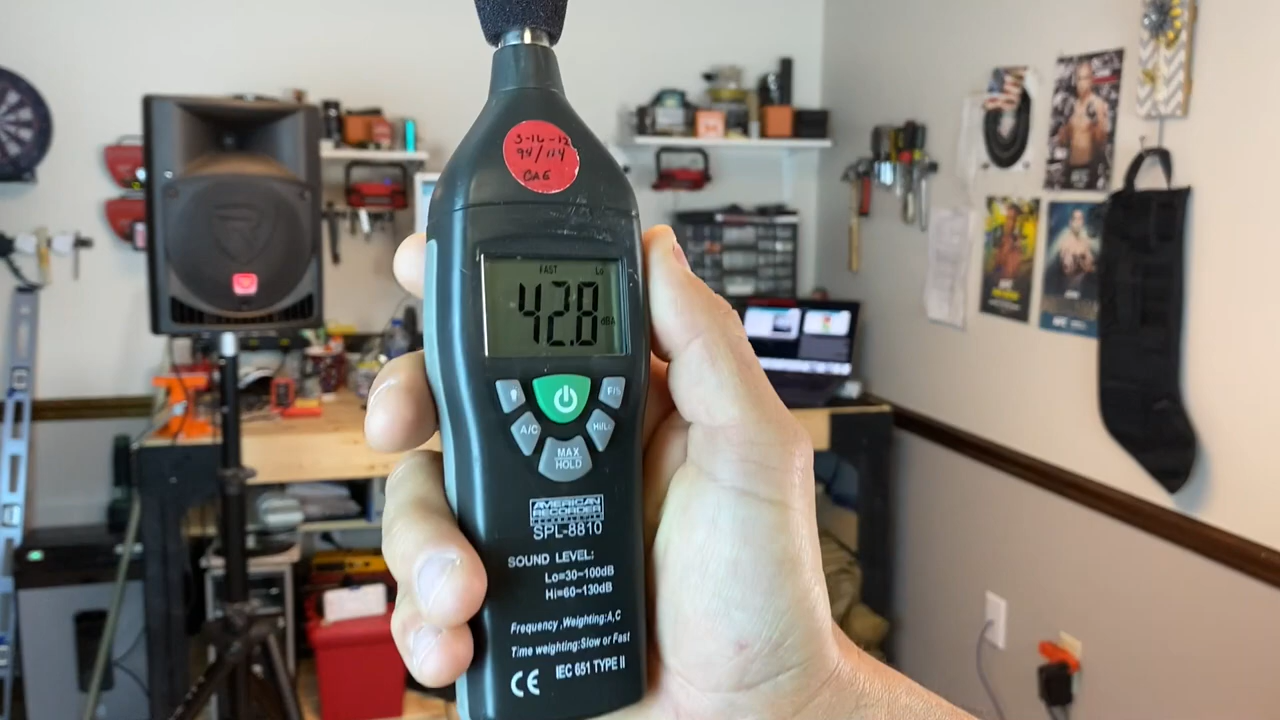 3-16-12
94/114
CAE
FAST Lo
42.8
dBA
F/S
A/C
Hi/Lo
MAX
HOLD
AMERICAN
RECORDER
SPL-8810
SOUND LEVEL:
Lo=30~100dB
Hi=60~130dB
Frequency ,Weighting:A,C
Time weighting:Slow or Fast
CE IEC 651 TYPE II